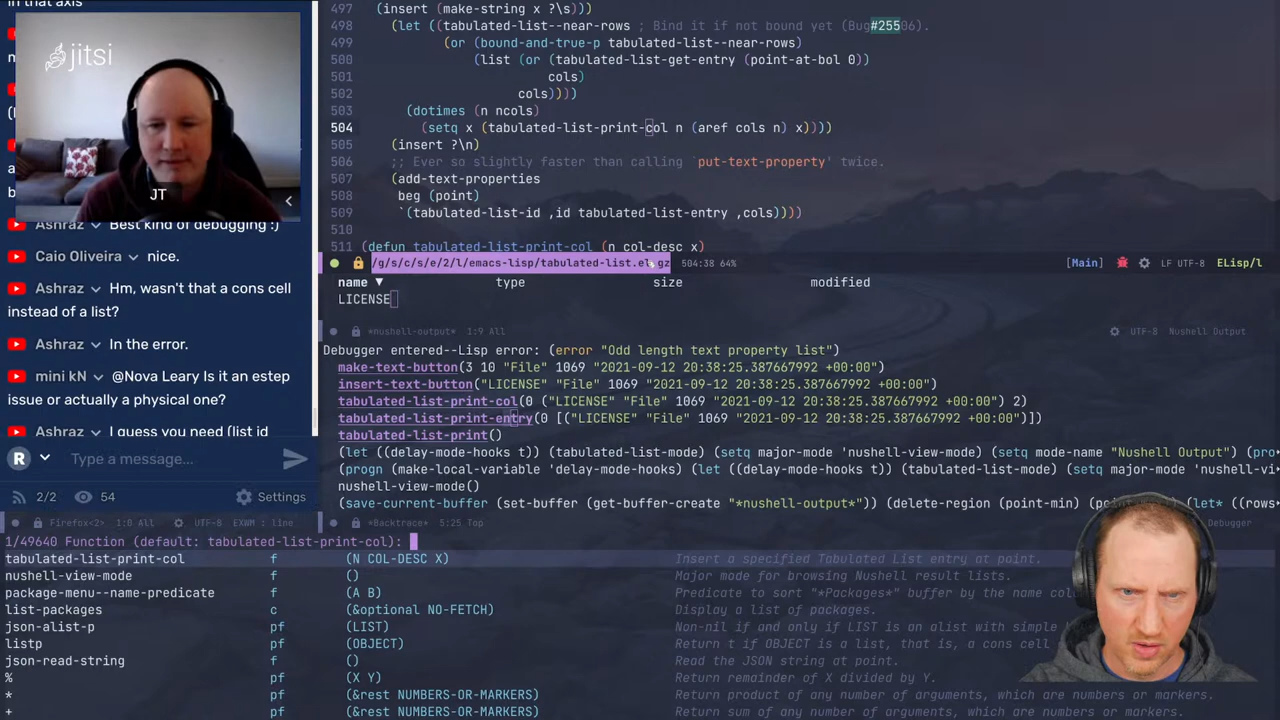 in that axis
jitsi
JT
Ashraz Best kind of debugging :)
Caio Oliveira nice.
Ashraz Hm, wasn't that a cons cell
instead of a list?
Ashraz In the error.
mini kN @Nova Leary Is it an estep
issue or actually a physical one?
Ashraz I guess you need (list id
R Type a message...
2/2 54 Settings
Firefox<2> 1:0 All UTF-8 EXWM : line
497 (insert (make-string x ?\s)))
498 (let ((tabulated-list--near-rows ; Bind it if not bound yet (Bug#25506).
499 (or (bound-and-true-p tabulated-list--near-rows)
500 (list (or (tabulated-list-get-entry (point-at-bol 0))
501 cols)
502 cols))))
503 (dotimes (n ncols)
504 (setq x (tabulated-list-print-col n (aref cols n) x))))
505 (insert ?\n)
506 ;; Ever so slightly faster than calling `put-text-property' twice.
507 (add-text-properties
508 beg (point)
509 `(tabulated-list-id ,id tabulated-list-entry ,cols))))
510
511 (defun tabulated-list-print-col (n col-desc x)
/g/s/c/s/e/2/l/emacs-lisp/tabulated-list.el.gz 504:38 64% [Main] LF UTF-8 ELisp/l
name ▼ type size modified
LICENSE
*nushell-output* 1:9 All UTF-8 Nushell Output
Debugger entered--Lisp error: (error "Odd length text property list")
make-text-button(3 10 "File" 1069 "2021-09-12 20:38:25.387667992 +00:00")
insert-text-button("LICENSE" "File" 1069 "2021-09-12 20:38:25.387667992 +00:00")
tabulated-list-print-col(0 ("LICENSE" "File" 1069 "2021-09-12 20:38:25.387667992 +00:00") 2)
tabulated-list-print-entry(0 [("LICENSE" "File" 1069 "2021-09-12 20:38:25.387667992 +00:00")])
tabulated-list-print()
(let ((delay-mode-hooks t)) (tabulated-list-mode) (setq major-mode 'nushell-view-mode) (setq mode-name "Nushell Output") (pro
(progn (make-local-variable 'delay-mode-hooks) (let ((delay-mode-hooks t)) (tabulated-list-mode) (setq major-mode 'nushell-vi
nushell-view-mode()
(save-current-buffer (set-buffer (get-buffer-create "*nushell-output*")) (delete-region (point-min) (let* ((rows
*Backtrace* 5:25 Top Debugger
1/49640 Function (default: tabulated-list-print-col):
tabulated-list-print-col f (N COL-DESC X) Insert a specified Tabulated List entry at point.
nushell-view-mode f () Major mode for browsing Nushell result lists.
package-menu--name-predicate f (A B) Predicate to sort "*Packages*" buffer by the name col
list-packages c (&optional NO-FETCH) Display a list of packages.
json-alist-p f (LIST) Non-nil if and only if LIST is an alist with simple
listp pf (OBJECT) Return t if OBJECT is a list, that is, a cons cell
json-read-string f () Read the JSON string at point.
% pf (X Y) Return remainder of X divided by Y.
* pf (&rest NUMBERS-OR-MARKERS) Return product of any number of arguments, which are numbers or markers.
+ pf (&rest NUMBERS-OR-MARKERS) Return sum of any number of arguments, which are numbers or markers.